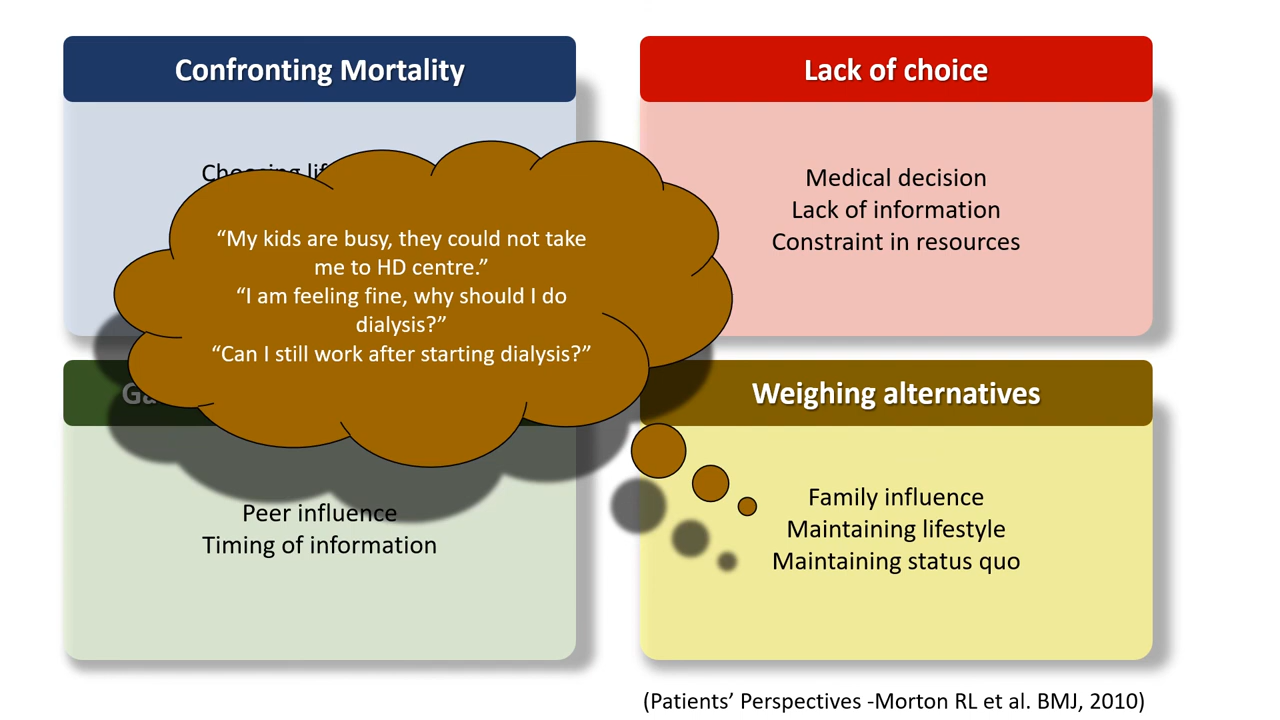 Confronting Mortality
Lack of choice
Medical decision
Lack of information
Constraint in resources
“My kids are busy, they could not take
me to HD centre.”
“I am feeling fine, why should I do
dialysis?”
“Can I still work after starting dialysis?”
Weighing alternatives
Peer influence
Timing of information
Family influence
Maintaining lifestyle
Maintaining status quo
(Patients’ Perspectives -Morton RL et al. BMJ, 2010)